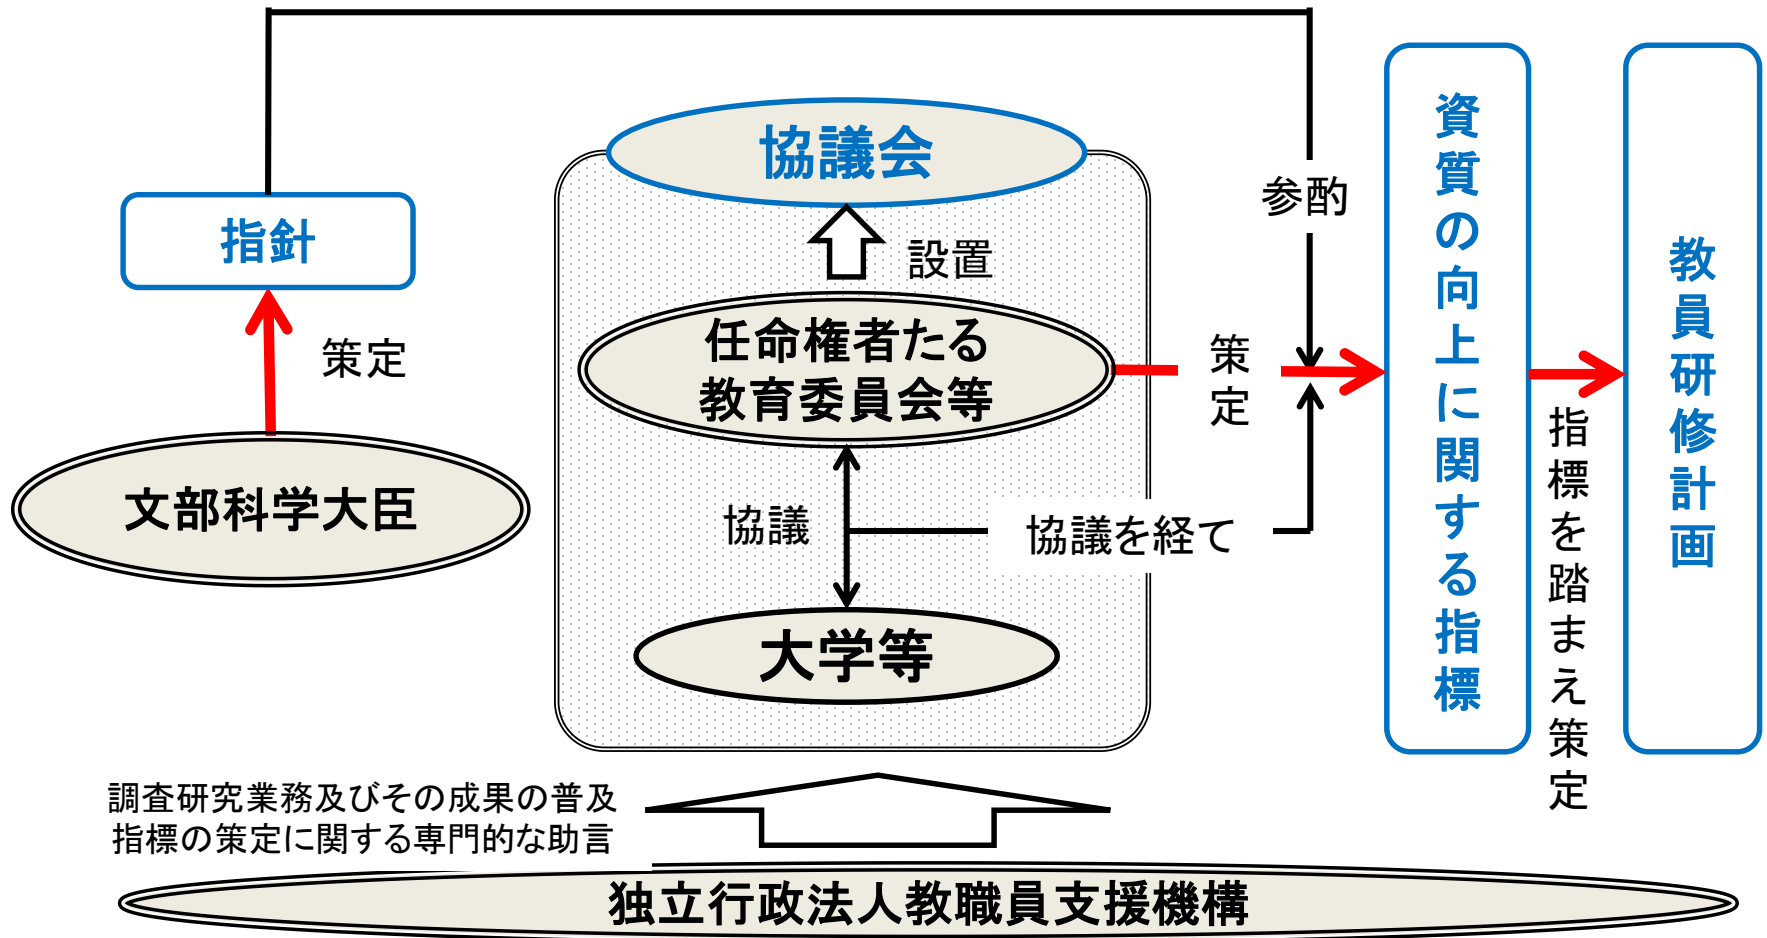 協議会
参酌
指針
設置
策定
文部科学大臣
任命権者たる
教育委員会等
策定
協議
協議を経て
大学等
資質の向上に関する指標
指標を踏まえ策定
教員研修計画
調査研究業務及びその成果の普及
指標の策定に関する専門的な助言
独立行政法人教職員支援機構